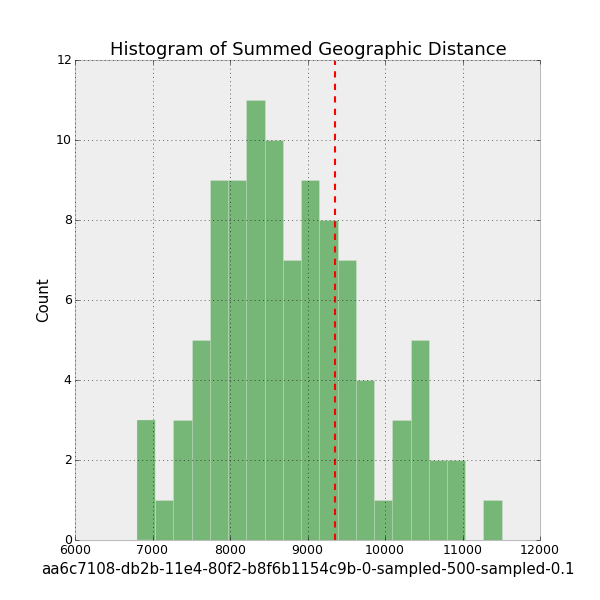 Histogram of Summed Geographic Distance
12
10
8
6
4
2
0
Count
6000 7000 8000 9000 10000 11000 12000
aa6c7108-db2b-11e4-80f2-b8f6b1154c9b-0-sampled-500-sampled-0.1